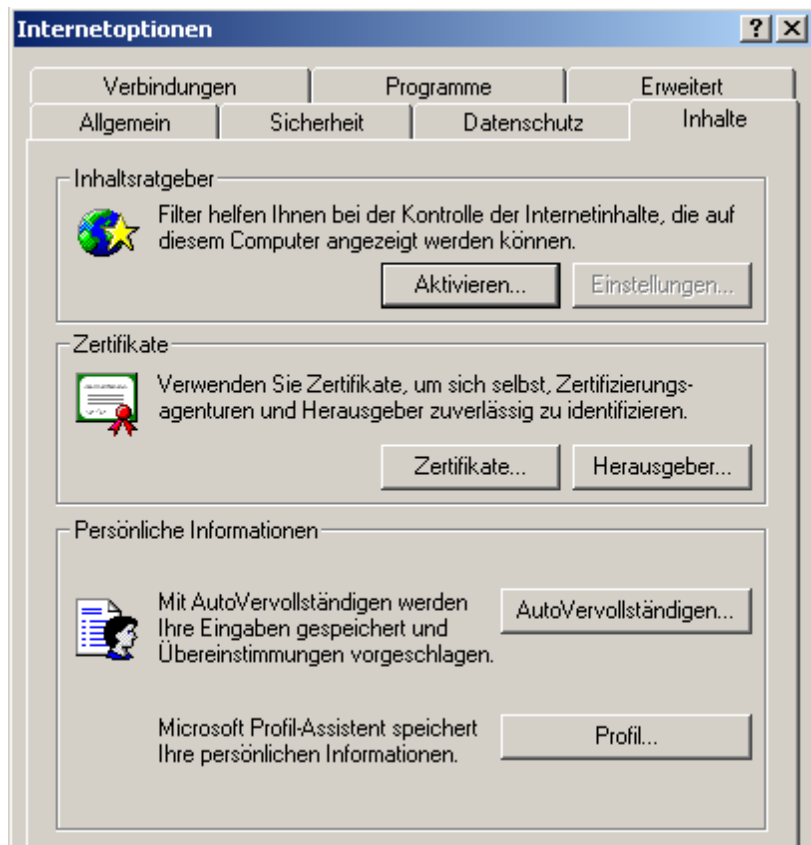 Internetoptionen
Verbindungen Programme Erweitert
Allgemein Sicherheit Datenschutz Inhalte
Inhaltsratgeber
Filter helfen Ihnen bei der Kontrolle der Internetinhalte, die auf
diesem Computer angezeigt werden können.
Aktivieren... Einstellungen...
Zertifikate
Verwenden Sie Zertifikate, um sich selbst, Zertifizierungs-
agenturen und Herausgeber zuverlässig zu identifizieren.
Zertifikate... Herausgeber...
Persönliche Informationen
Mit AutoVervollständigen werden
Ihre Eingaben gespeichert und
Übereinstimmungen vorgeschlagen.
AutoVervollständigen...
Microsoft Profil-Assistent speichert
Ihre persönlichen Informationen.
Profil...